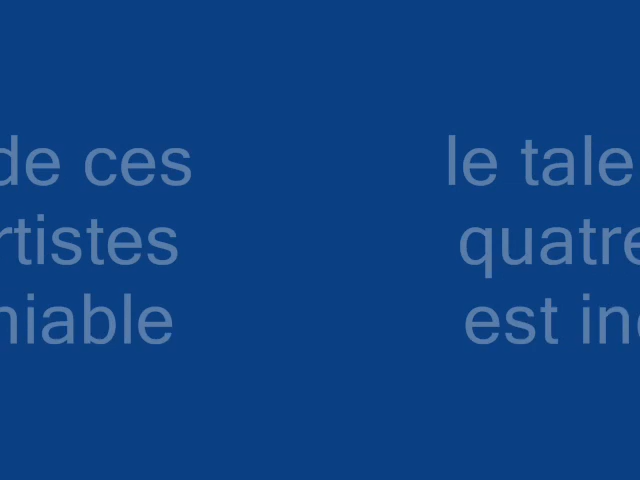 de ces le tale
rtistes quatre
niable est in